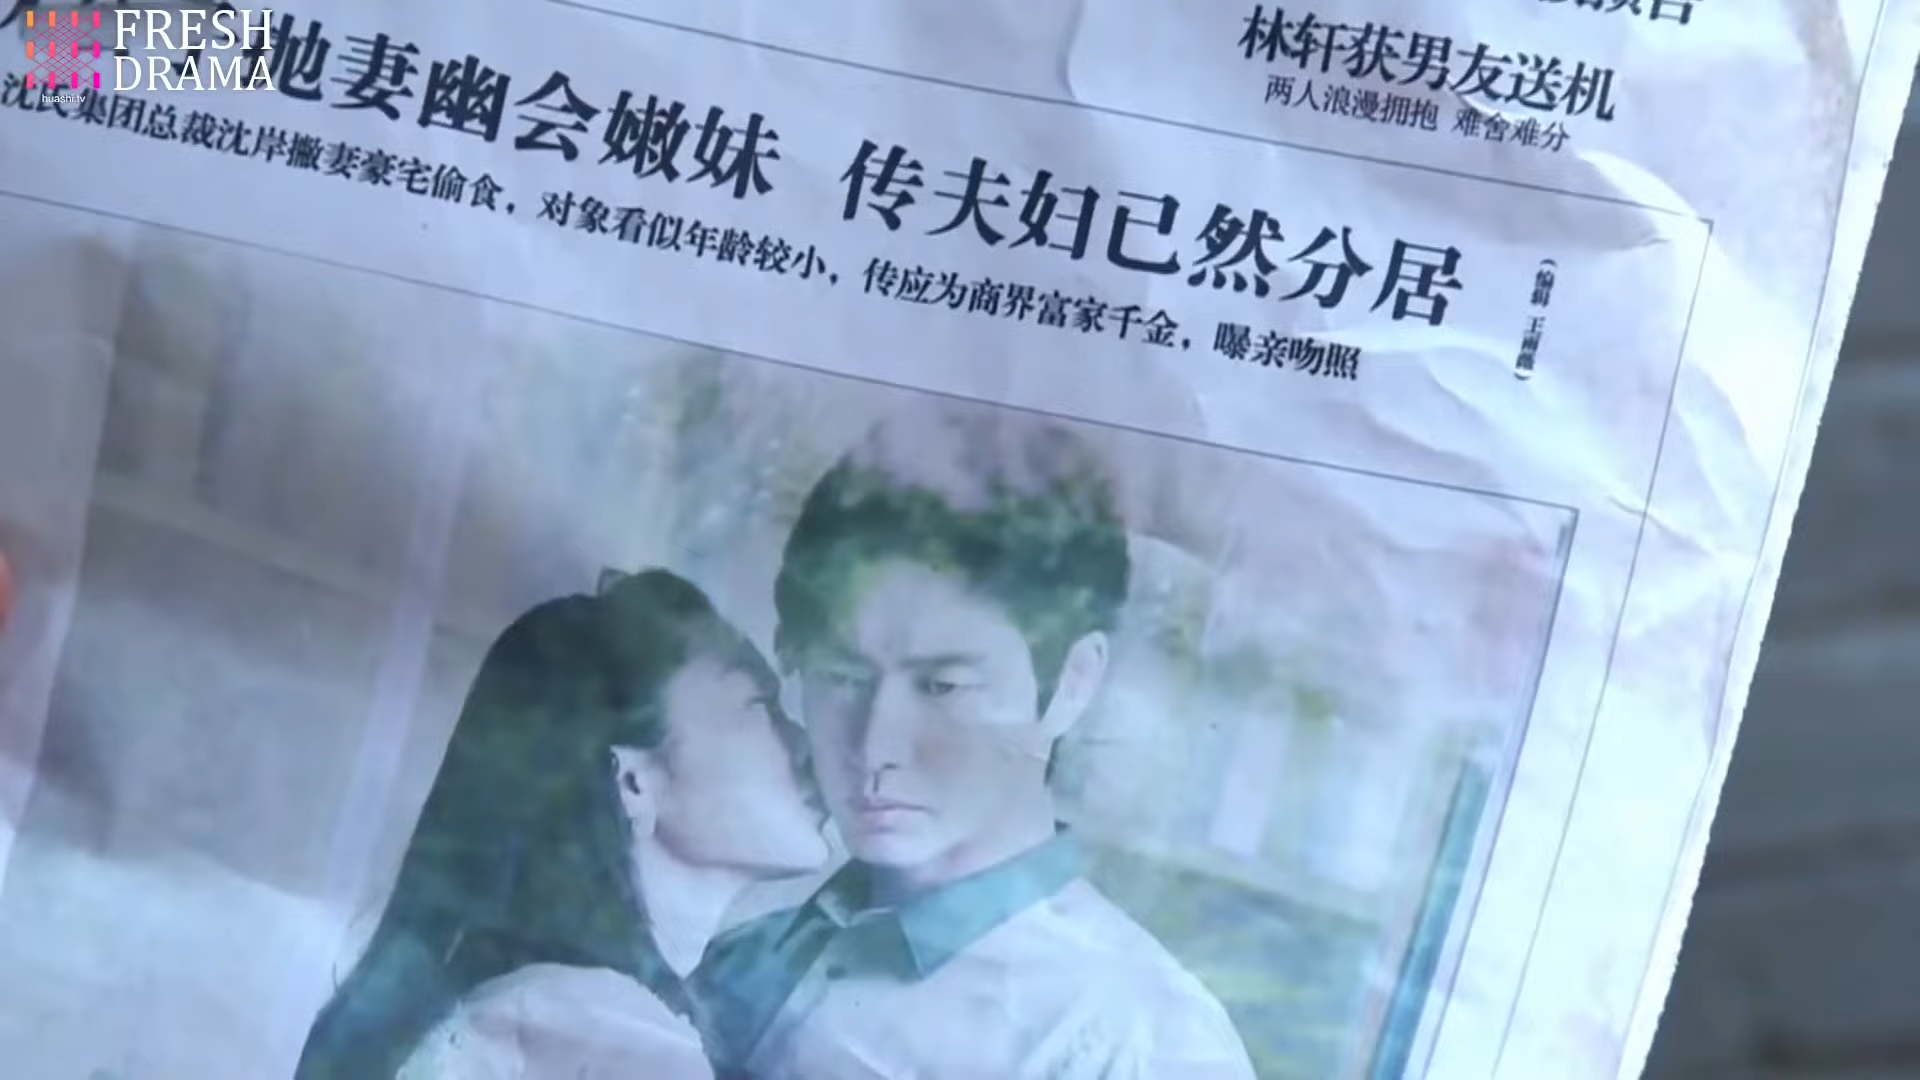 FRESH
DRAMA
huashi.tv
林轩获男友送机
两人浪漫拥抱 难舍难分
抛妻幽会嫩妹 传夫妇已然分居
沈氏集团总裁沈岸撇妻豪宅偷食，对象看似年龄较小，传应为商界富家千金，曝亲吻照